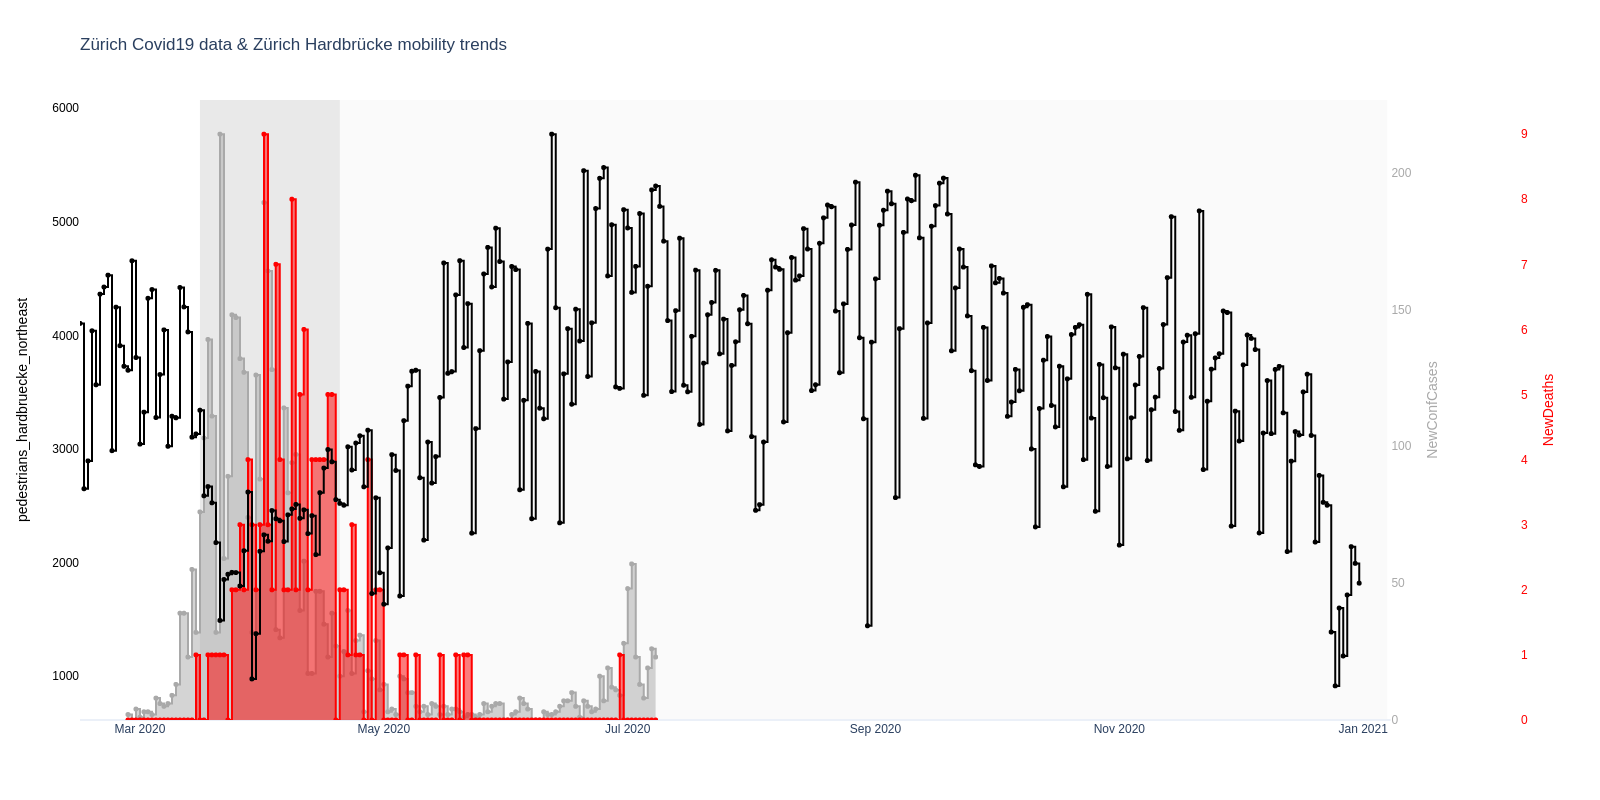 Zürich Covid19 data & Zürich Hardbrücke mobility trends
6000
5000
4000
3000
2000
1000
pedestrians_hardbruecke_northeast
Mar 2020
May 2020
Jul 2020
Sep 2020
Nov 2020
Jan 2021
200
150
100
50
0
NewConfCases
9
8
7
6
5
4
3
2
1
0
NewDeaths